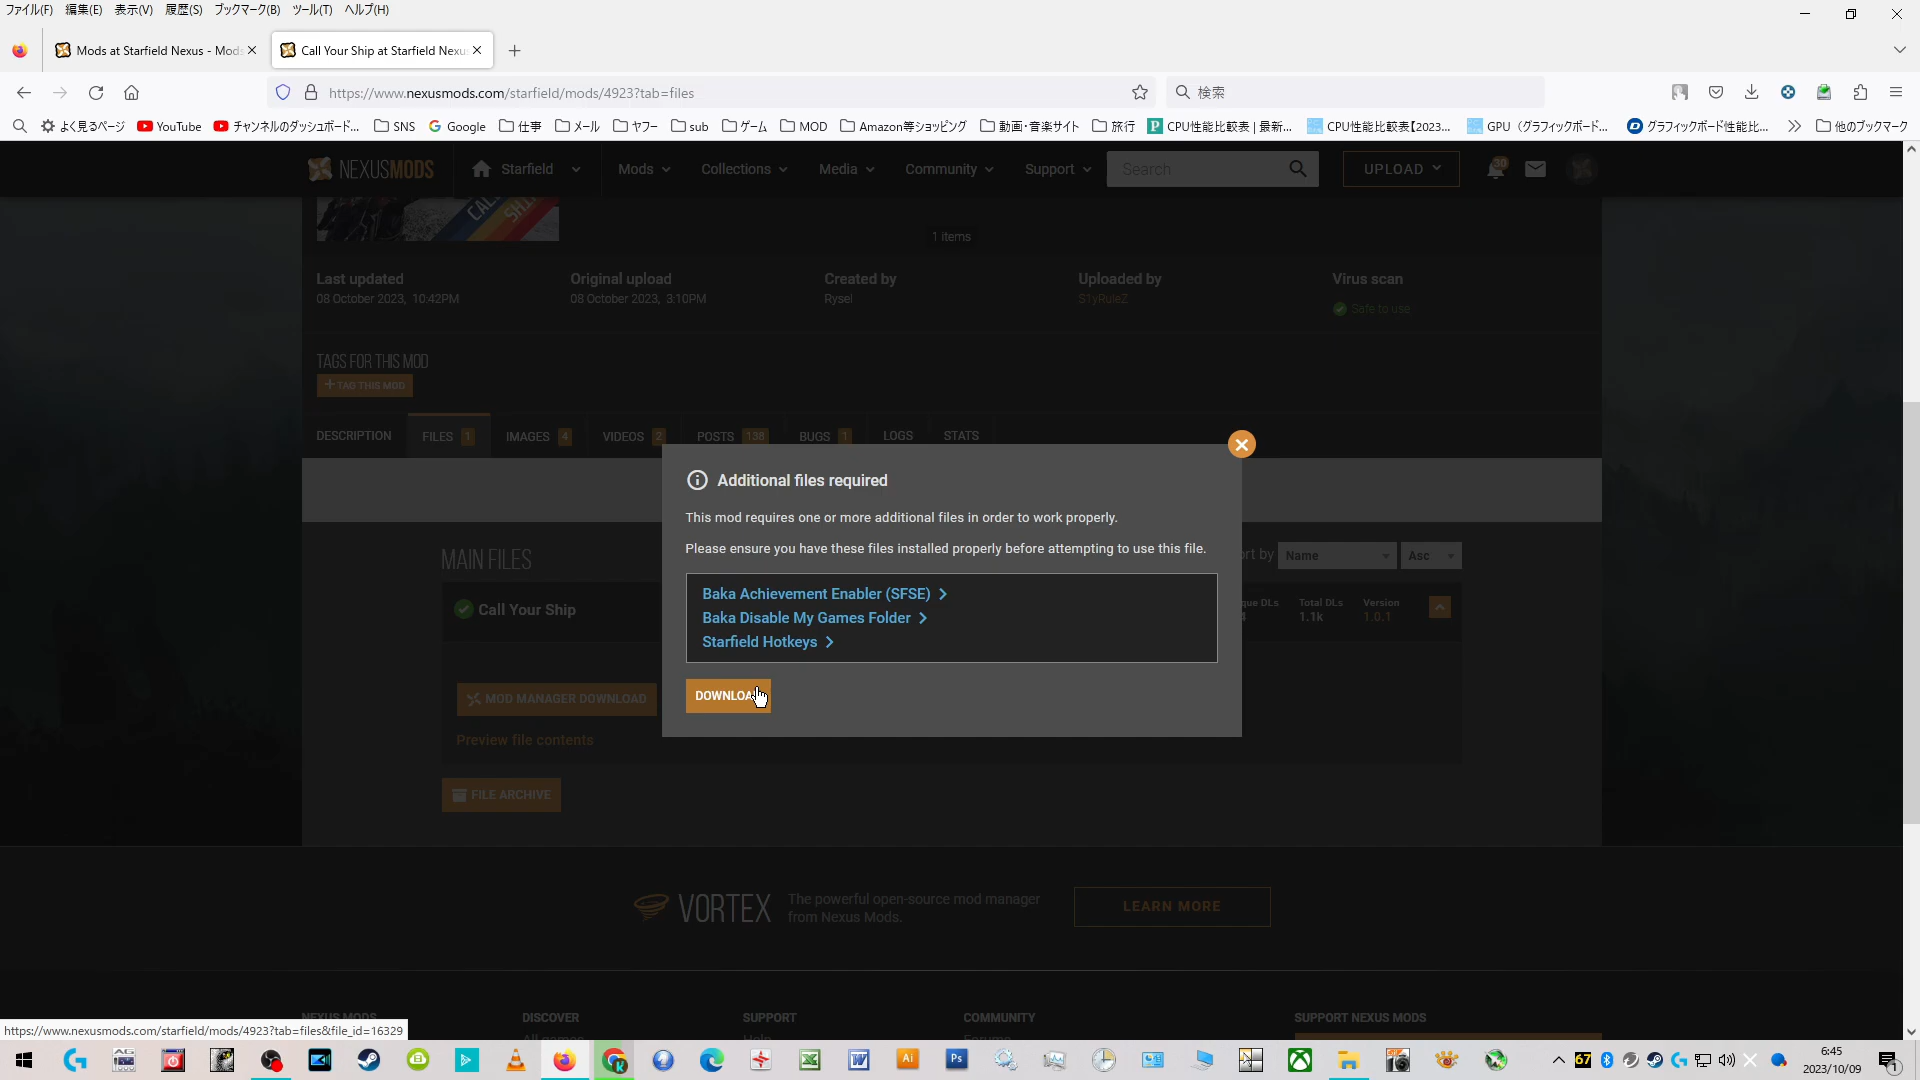 ファイル(F) 編集(E) 表示(V) 履歴(S) ブックマーク(B) ツール(T) ヘルプ(H)
Mods at Starfield Nexus - Mods
Call Your Ship at Starfield Nexus
https://www.nexusmods.com/starfield/mods/4923?tab=files
検索
よく見るページ YouTube チャンネルのダッシュボード... SNS Google 仕事 メール ヤフー sub ゲーム MOD Amazon等ショッピング 動画・音楽サイト 旅行 CPU性能比較表 | 最新... CPU性能比較表【2023... GPU（グラフィックボード... グラフィックボード性能比... 他のブックマーク
NEXUSMODS Starfield Mods Collections Media Community Support Search UPLOAD 30
CALL
SHIP
1 items
Last updated Original upload Created by Uploaded by Virus scan
08 October 2023, 10:42PM 08 October 2023, 3:10PM Rysel S1yRuleZ Safe to use
TAGS FOR THIS MOD
TAG THIS MOD
DESCRIPTION FILES 1 IMAGES 4 VIDEOS 2 POSTS 138 BUGS 1 LOGS STATS
Additional files required
This mod requires one or more additional files in order to work properly.
Please ensure you have these files installed properly before attempting to use this file.
MAIN FILES
Name Asc
Baka Achievement Enabler (SFSE)
Baka Disable My Games Folder
Starfield Hotkeys
Call Your Ship
DLs Total DLs Version
1.1k 1.0.1
DOWNLOAD
MOD MANAGER DOWNLOAD
Preview file contents
FILE ARCHIVE
VORTEX The powerful open-source mod manager
from Nexus Mods.
LEARN MORE
NEXUS MODS DISCOVER SUPPORT COMMUNITY SUPPORT NEXUS MODS
https://www.nexusmods.com/starfield/mods/4923?tab=files&file_id=16329
Ai Ps 67 6:45
2023/10/09 1